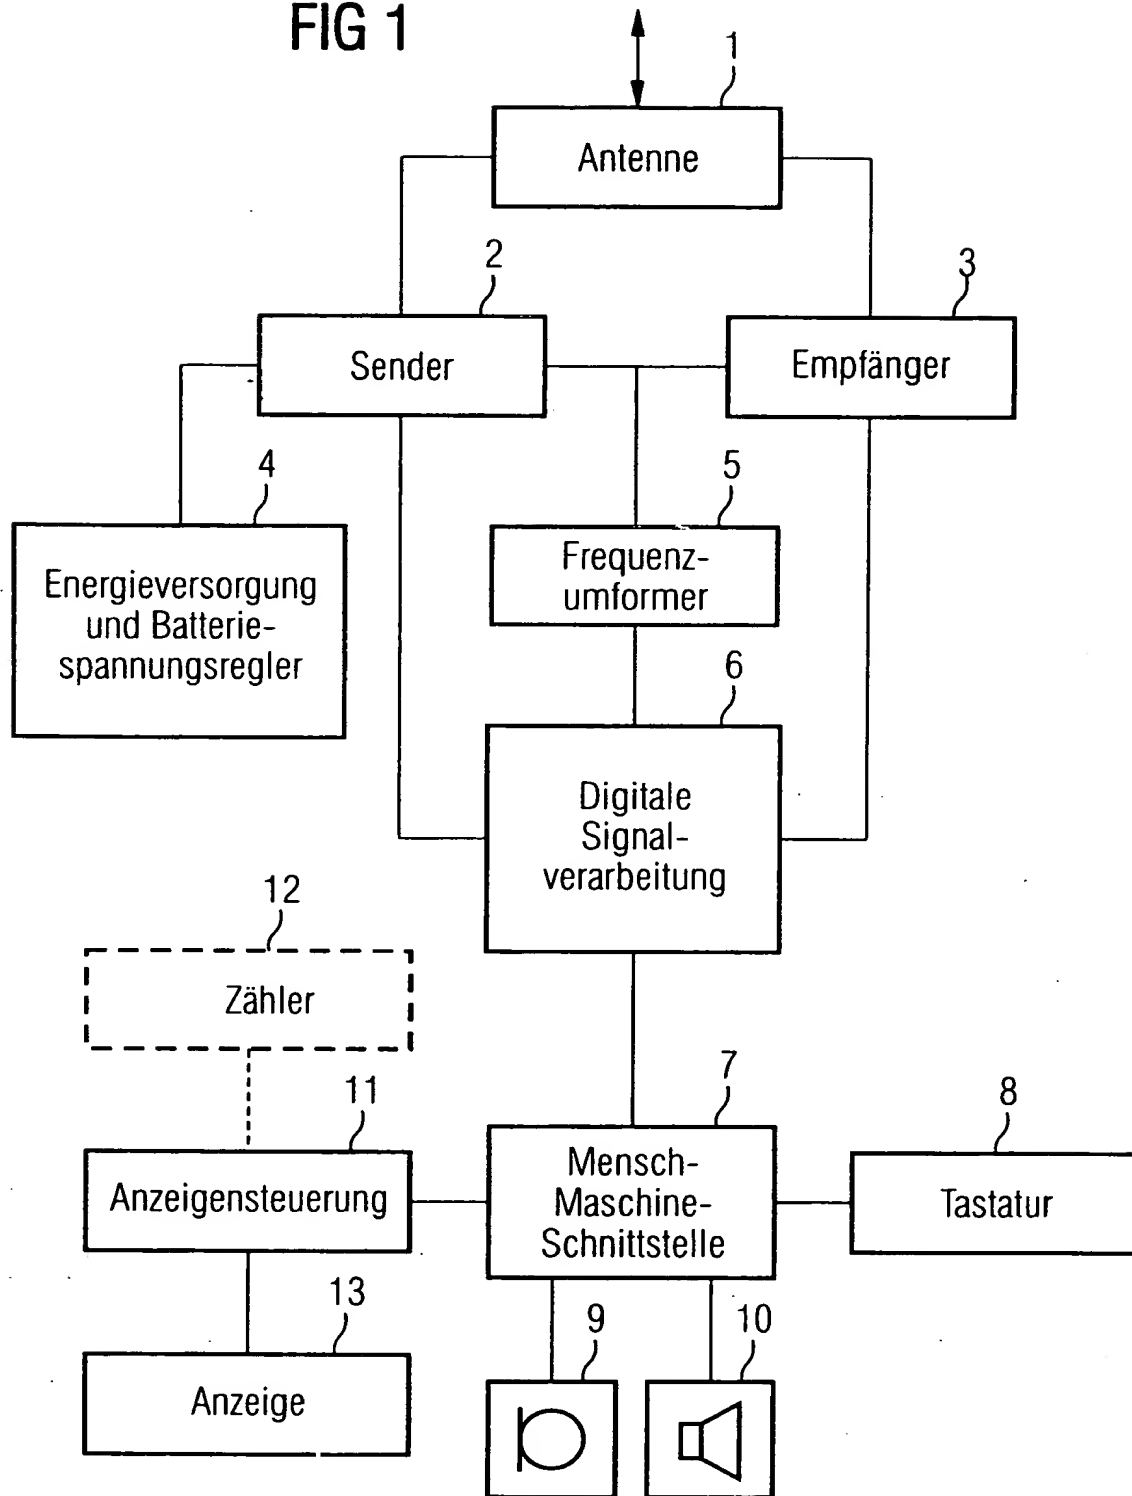 FIG 1
1
Antenne
2
3
Sender
Empfänger
4
5
Energieversorgung
und Batterie-
spannungsregler
Frequenz-
umformer
6
Digitale
Signal-
verarbeitung
12
Zähler
11
7
8
Anzeigensteuerung
Mensch-
Maschine-
Schnittstelle
Tastatur
13
9
10
Anzeige